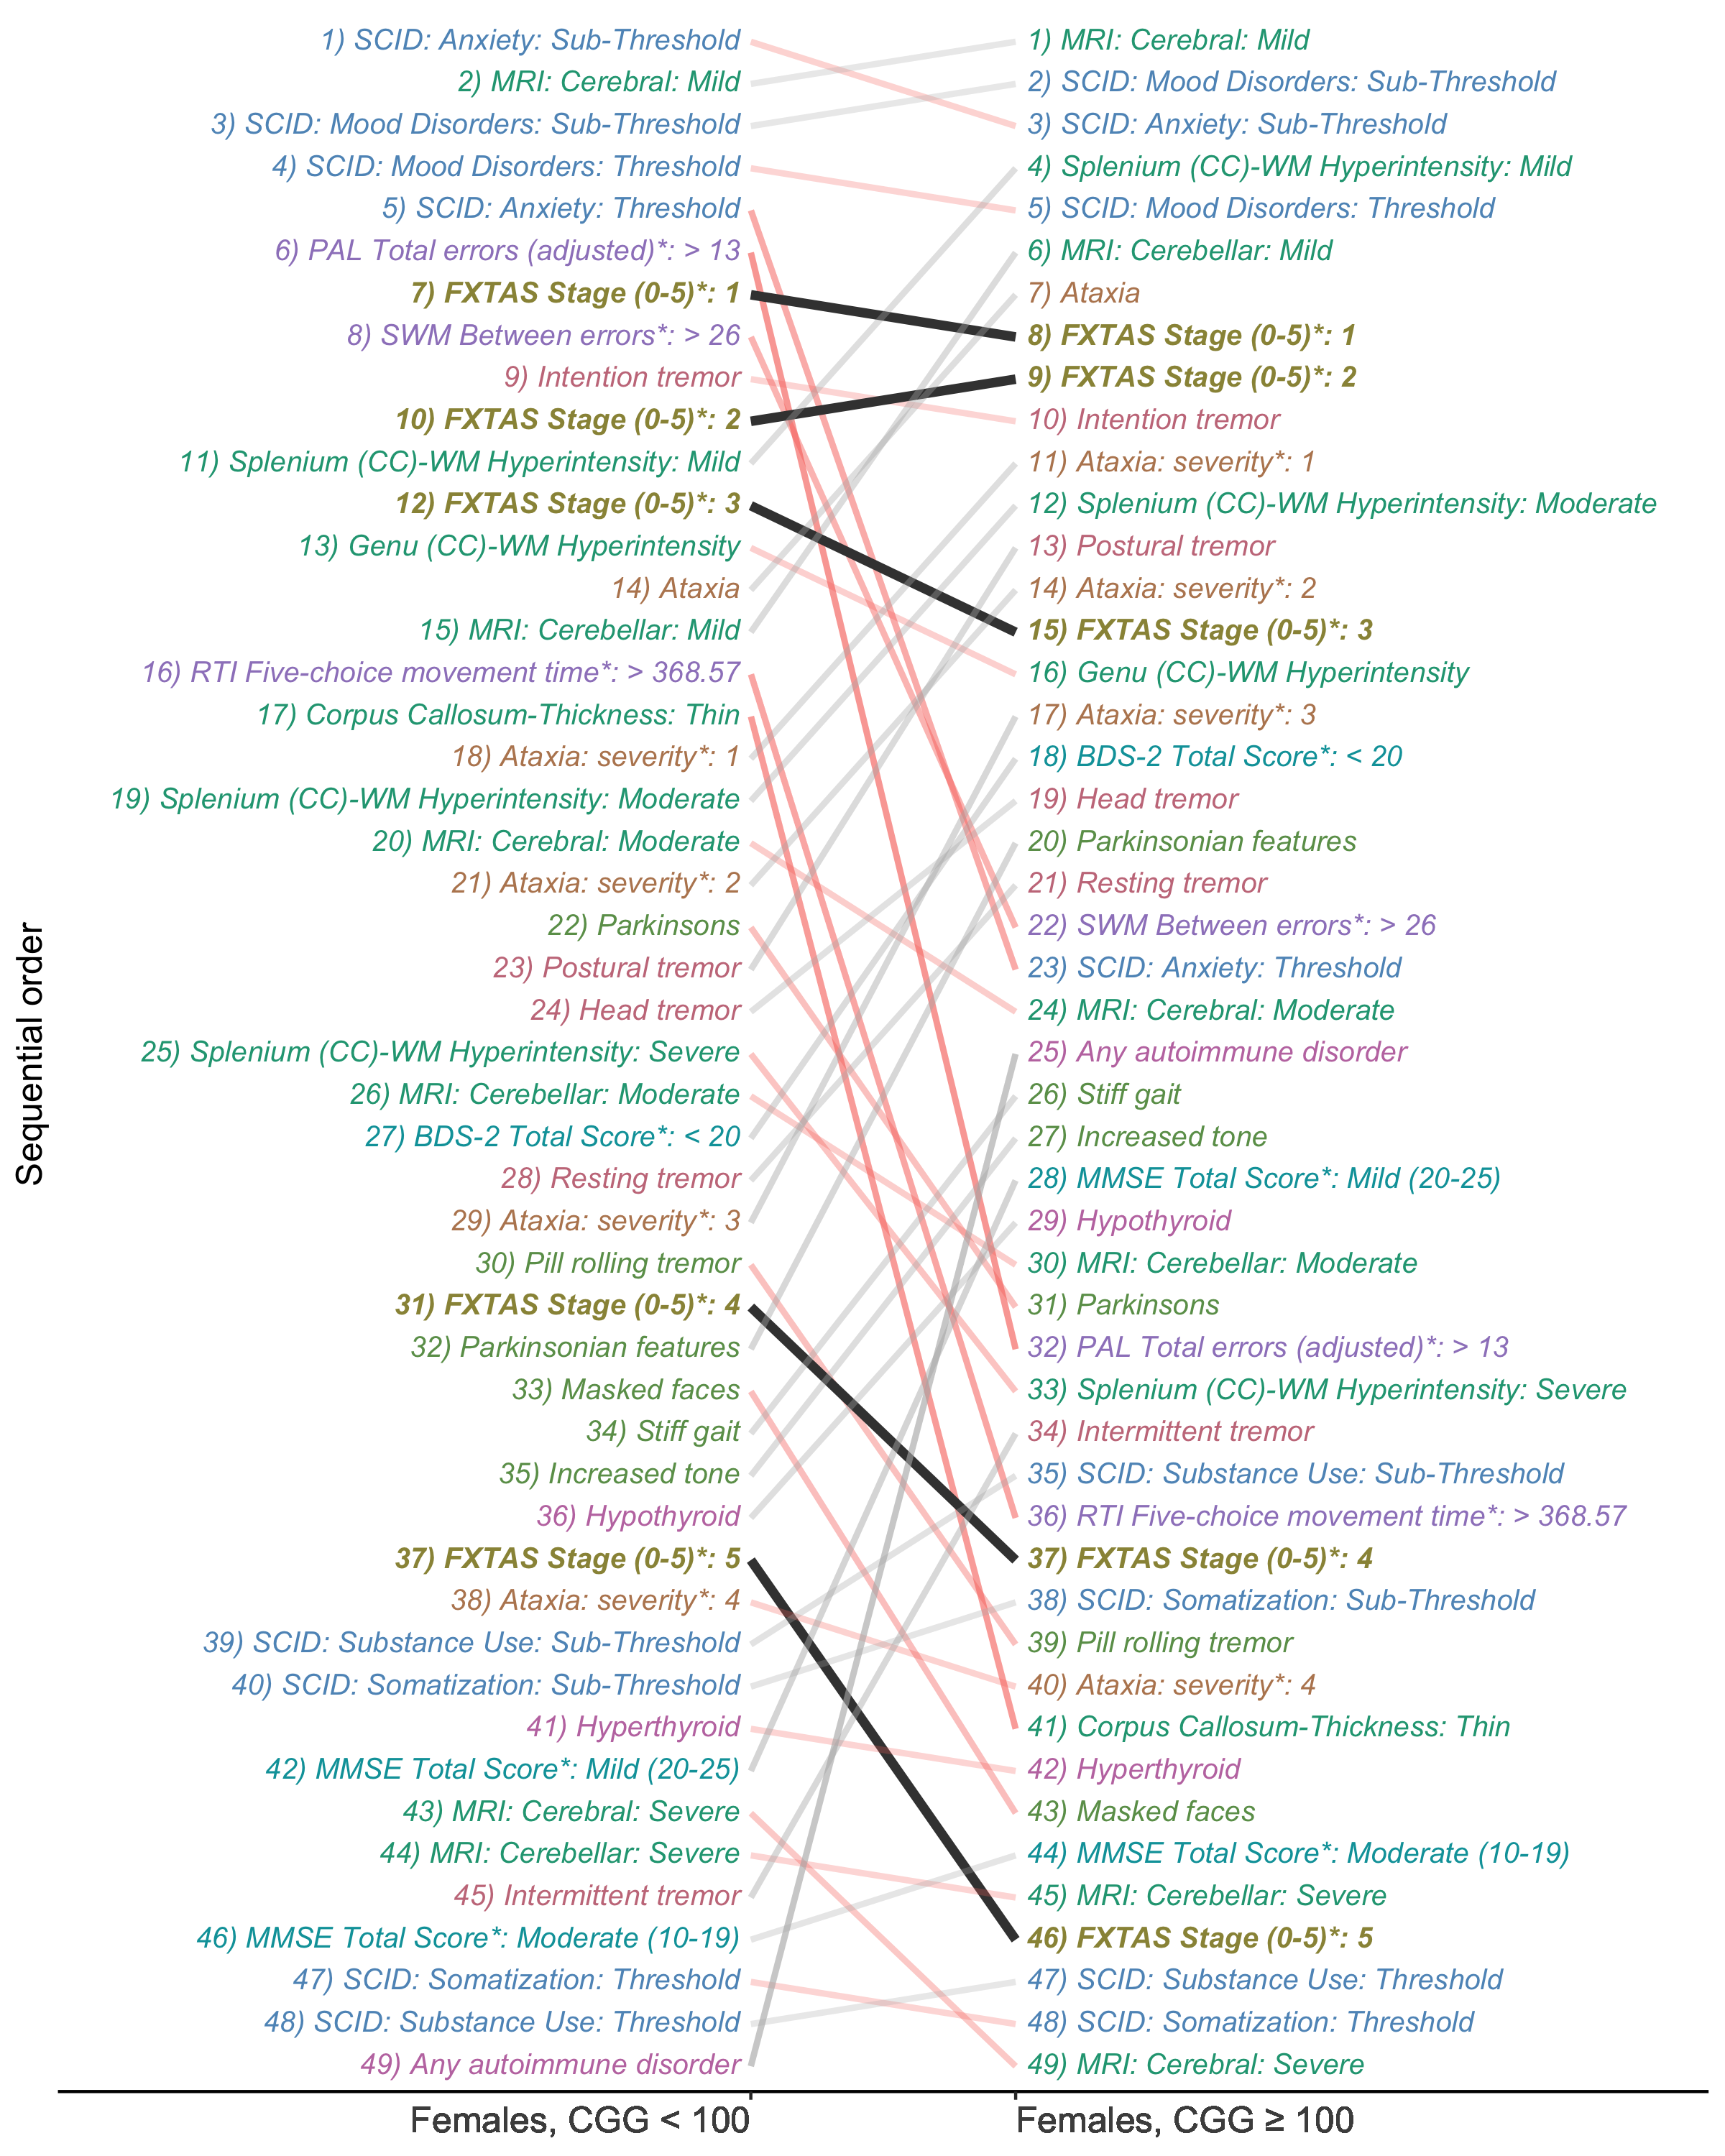 Sequential order
1) SCID: Anxiety: Sub-Threshold
2) MRI: Cerebral: Mild
3) SCID: Mood Disorders: Sub-Threshold
4) SCID: Mood Disorders: Threshold
5) SCID: Anxiety: Threshold
6) PAL Total errors (adjusted)*: > 13
7) FXTAS Stage (0-5)*: 1
8) SWM Between errors*: > 26
9) Intention tremor
10) FXTAS Stage (0-5)*: 2
11) Splenium (CC)-WM Hyperintensity: Mild
12) FXTAS Stage (0-5)*: 3
13) Genu (CC)-WM Hyperintensity
14) Ataxia
15) MRI: Cerebellar: Mild
16) RTI Five-choice movement time*: > 368.57
17) Corpus Callosum-Thickness: Thin
18) Ataxia: severity*: 1
19) Splenium (CC)-WM Hyperintensity: Moderate
20) MRI: Cerebral: Moderate
21) Ataxia: severity*: 2
22) Parkinsons
23) Postural tremor
24) Head tremor
25) Splenium (CC)-WM Hyperintensity: Severe
26) MRI: Cerebellar: Moderate
27) BDS-2 Total Score*: < 20
28) Resting tremor
29) Ataxia: severity*: 3
30) Pill rolling tremor
31) FXTAS Stage (0-5)*: 4
32) Parkinsonian features
33) Masked faces
34) Stiff gait
35) Increased tone
36) Hypothyroid
37) FXTAS Stage (0-5)*: 5
38) Ataxia: severity*: 4
39) SCID: Substance Use: Sub-Threshold
40) SCID: Somatization: Sub-Threshold
41) Hyperthyroid
42) MMSE Total Score*: Mild (20-25)
43) MRI: Cerebral: Severe
44) MRI: Cerebellar: Severe
45) Intermittent tremor
46) MMSE Total Score*: Moderate (10-19)
47) SCID: Somatization: Threshold
48) SCID: Substance Use: Threshold
49) Any autoimmune disorder
Females, CGG < 100
1) MRI: Cerebral: Mild
2) SCID: Mood Disorders: Sub-Threshold
3) SCID: Anxiety: Sub-Threshold
4) Splenium (CC)-WM Hyperintensity: Mild
5) SCID: Mood Disorders: Threshold
6) MRI: Cerebellar: Mild
7) Ataxia
8) FXTAS Stage (0-5)*: 1
9) FXTAS Stage (0-5)*: 2
10) Intention tremor
11) Ataxia: severity*: 1
12) Splenium (CC)-WM Hyperintensity: Moderate
13) Postural tremor
14) Ataxia: severity*: 2
15) FXTAS Stage (0-5)*: 3
16) Genu (CC)-WM Hyperintensity
17) Ataxia: severity*: 3
18) BDS-2 Total Score*: < 20
19) Head tremor
20) Parkinsonian features
21) Resting tremor
22) SWM Between errors*: > 26
23) SCID: Anxiety: Threshold
24) MRI: Cerebral: Moderate
25) Any autoimmune disorder
26) Stiff gait
27) Increased tone
28) MMSE Total Score*: Mild (20-25)
29) Hypothyroid
30) MRI: Cerebellar: Moderate
31) Parkinsons
32) PAL Total errors (adjusted)*: > 13
33) Splenium (CC)-WM Hyperintensity: Severe
34) Intermittent tremor
35) SCID: Substance Use: Sub-Threshold
36) RTI Five-choice movement time*: > 368.57
37) FXTAS Stage (0-5)*: 4
38) SCID: Somatization: Sub-Threshold
39) Pill rolling tremor
40) Ataxia: severity*: 4
41) Corpus Callosum-Thickness: Thin
42) Hyperthyroid
43) Masked faces
44) MMSE Total Score*: Moderate (10-19)
45) MRI: Cerebellar: Severe
46) FXTAS Stage (0-5)*: 5
47) SCID: Substance Use: Threshold
48) SCID: Somatization: Threshold
49) MRI: Cerebral: Severe
Females, CGG ≥ 100